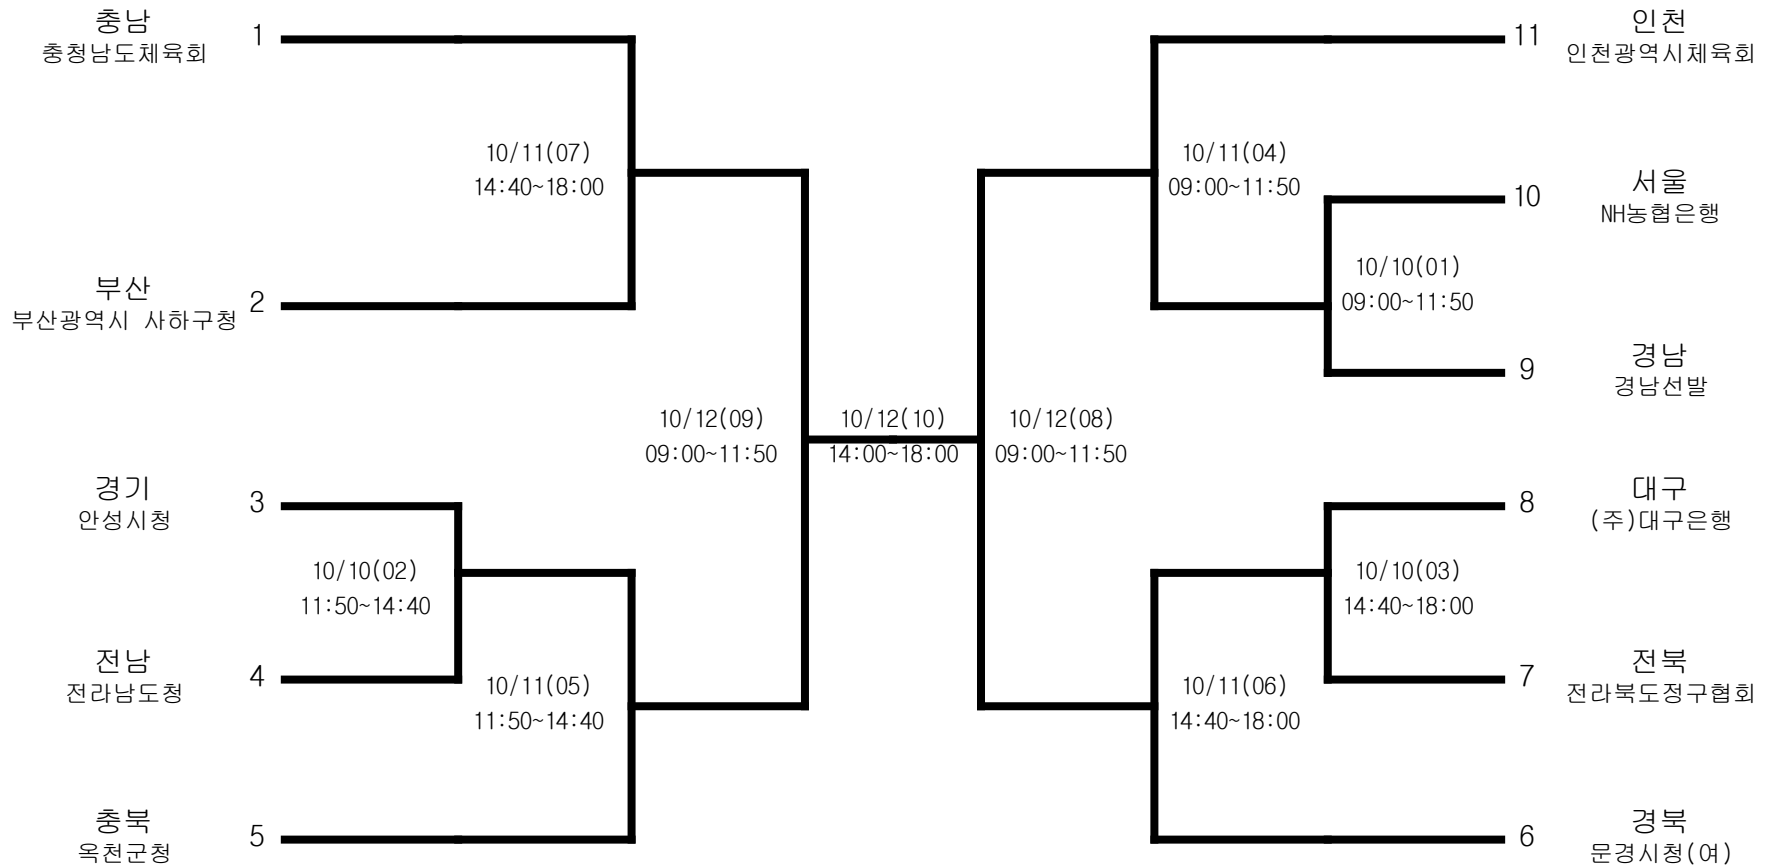 충남
충청남도체육회
1
부산
부산광역시 사하구청
2
10/11(07)
14:40~18:00
경기
안성시청
3
전남
전라남도청
4
10/10(02)
11:50~14:40
충북
옥천군청
5
10/11(05)
11:50~14:40
10/12(09)
09:00~11:50
10/12(10)
14:00~18:00
10/12(08)
09:00~11:50
11
인천
인천광역시체육회
10/11(04)
09:00~11:50
10
서울
NH농협은행
10/10(01)
09:00~11:50
9
경남
경남선발
8
대구
(주)대구은행
10/10(03)
14:40~18:00
7
전북
전라북도정구협회
10/11(06)
14:40~18:00
6
경북
문경시청(여)